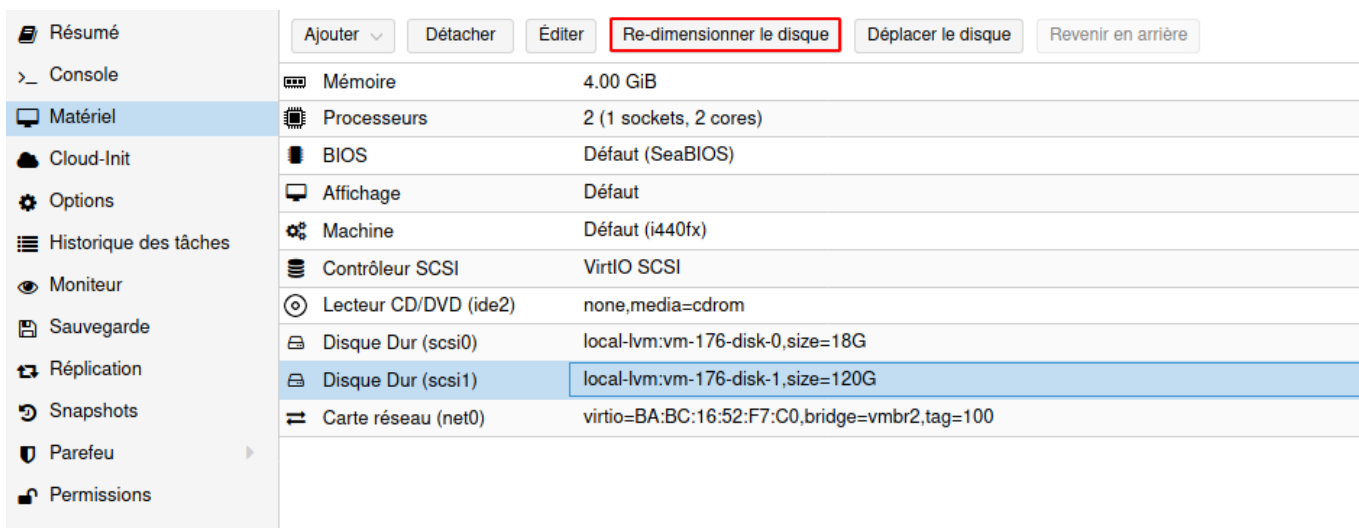 Résumé
Console
Matériel
Cloud-Init
Options
Historique des tâches
Moniteur
Sauvegarde
Réplication
Snapshots
Parefeu
Permissions
Ajouter Détacher Éditer Re-dimensionner le disque Déplacer le disque Revenir en arrière
Mémoire 4.00 GiB
Processeurs 2 (1 sockets, 2 cores)
BIOS Défaut (SeaBIOS)
Affichage Défaut
Machine Défaut (i440fx)
Contrôleur SCSI VirtIO SCSI
Lecteur CD/DVD (ide2) none,media=cdrom
Disque Dur (scsi0) local-lvm:vm-176-disk-0,size=18G
Disque Dur (scsi1) local-lvm:vm-176-disk-1,size=120G
Carte réseau (net0) virtio=BA:BC:16:52:F7:C0,bridge=vmbr2,tag=100